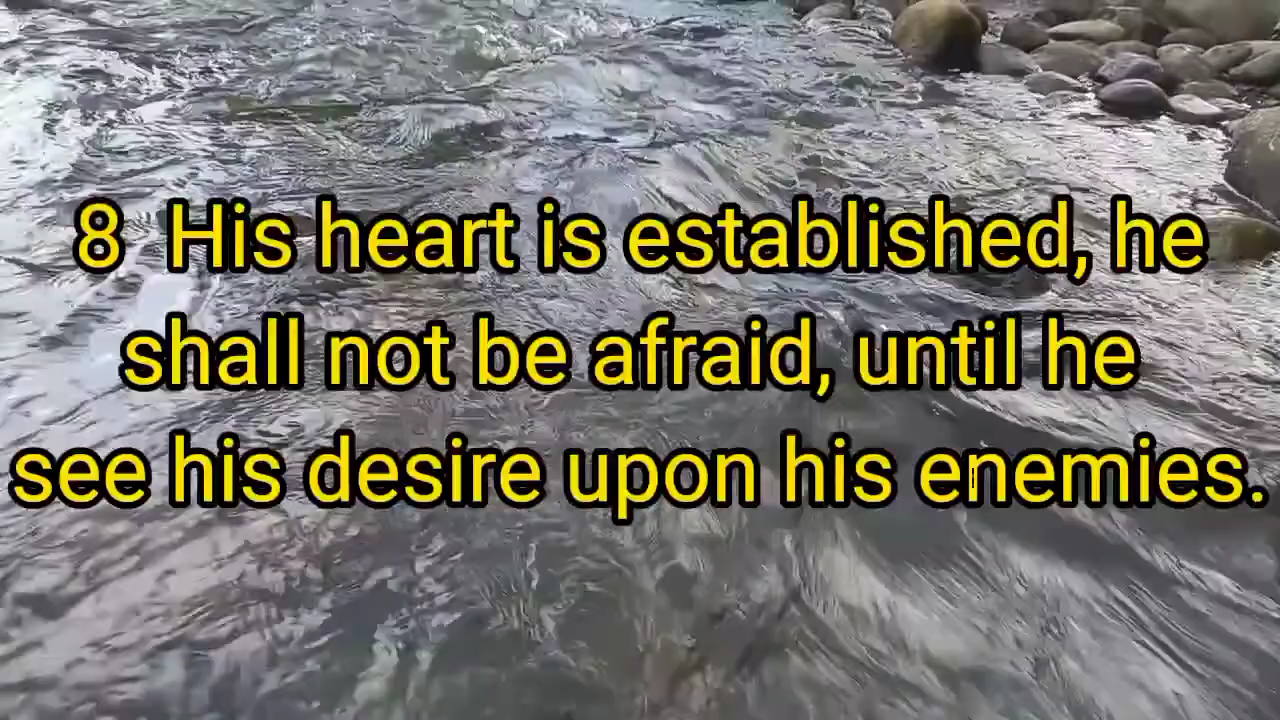 8 His heart is established, he
shall not be afraid, until he
see his desire upon his enemies.